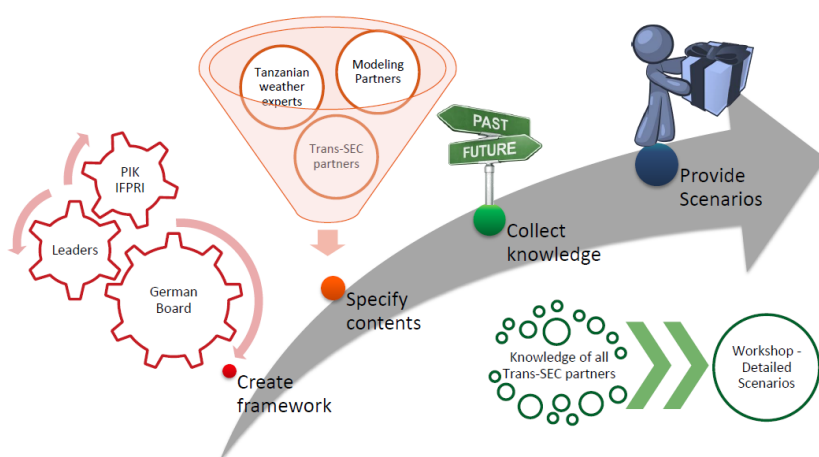 PIK
IFPRI
Leaders
German
Board
Create
framework
Tanzanian
weather
experts
Modeling
Partners
Trans-SEC
partners
Specify
contents
PAST
FUTURE
Collect
knowledge
Provide
Scenarios
Knowledge of all
Trans-SEC partners
Workshop -
Detailed
Scenarios